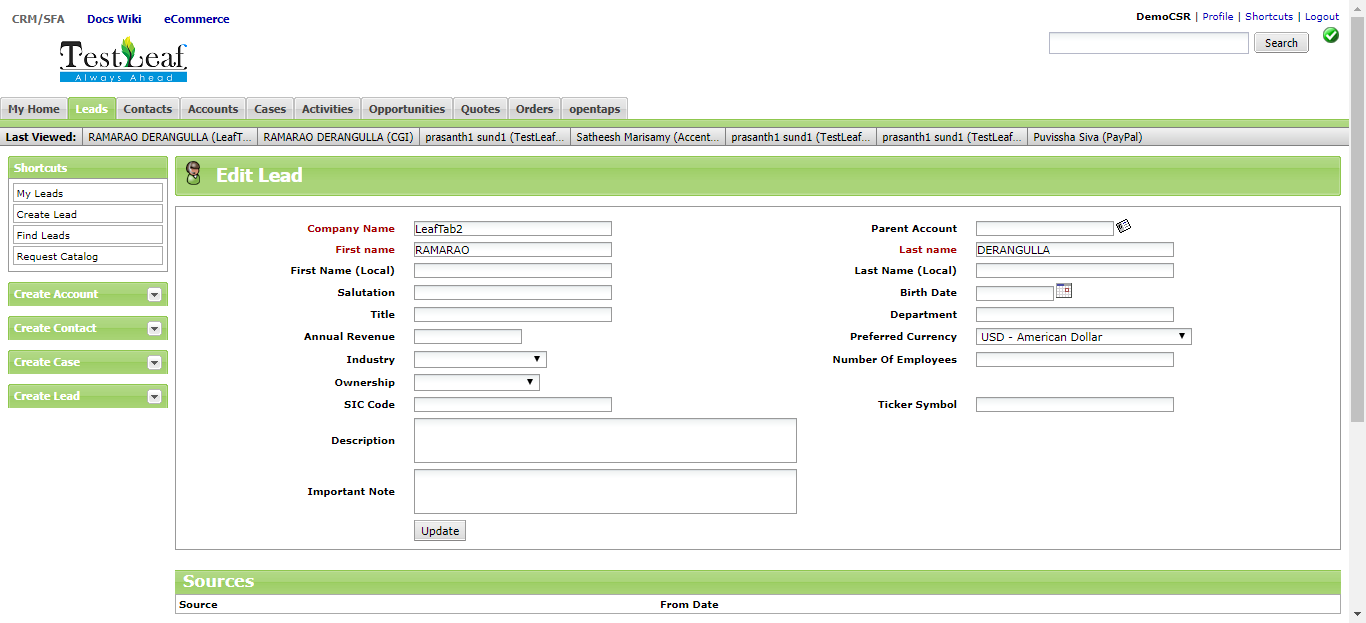 CRM/SFA Docs Wiki eCommerce
DemoCSR | Profile | Shortcuts | Logout
TestLeaf
Always Ahead
Search
My Home Leads Contacts Accounts Cases Activities Opportunities Quotes Orders opentaps
Last Viewed: RAMARAO DERANGULLA (LeafT... RAMARAO DERANGULLA (CGI) prasanth1 sund1 (TestLeaf... Satheesh Marisamy (Accent... prasanth1 sund1 (TestLeaf... prasanth1 sund1 (TestLeaf... Puvissha Siva (PayPal)
Shortcuts
My Leads
Create Lead
Find Leads
Request Catalog
Create Account
Create Contact
Create Case
Create Lead
Edit Lead
Company Name LeafTab2 Parent Account
First name RAMARAO Last name DERANGULLA
First Name (Local) Last Name (Local)
Salutation Birth Date
Title Department
Annual Revenue Preferred Currency USD - American Dollar
Industry Number Of Employees
Ownership
SIC Code Ticker Symbol
Description
Important Note
Update
Sources
Source From Date